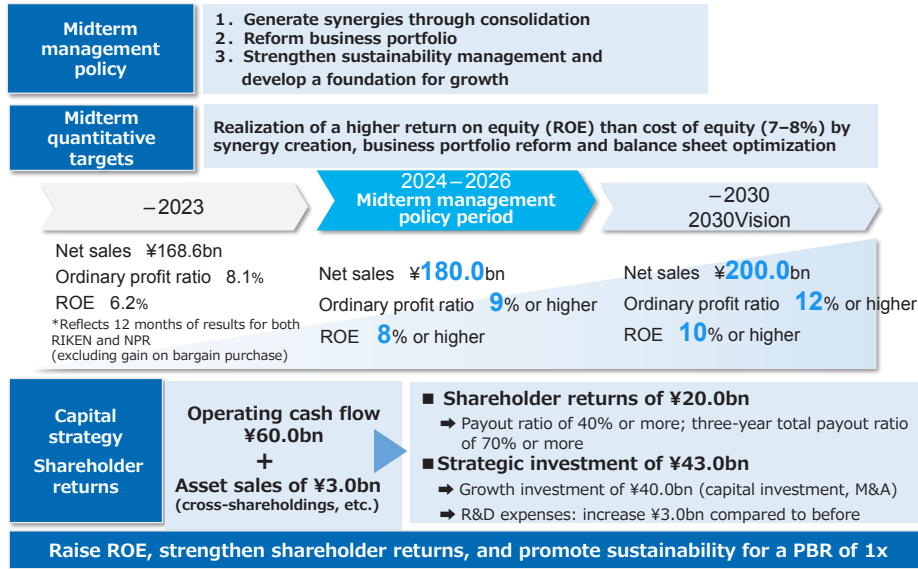 Midterm
management
policy
1. Generate synergies through consolidation
2. Reform business portfolio
3. Strengthen sustainability management and
develop a foundation for growth
Midterm
quantitative
targets
Realization of a higher return on equity (ROE) than cost of equity (7–8%) by
synergy creation, business portfolio reform and balance sheet optimization
–2023
Net sales ¥168.6bn
Ordinary profit ratio 8.1%
ROE 6.2%
*Reflects 12 months of results for both
RIKEN and NPR
(excluding gain on bargain purchase)
2024–2026
Midterm management
policy period
Net sales ¥180.0bn
Ordinary profit ratio 9% or higher
ROE 8% or higher
–2030
2030Vision
Net sales ¥200.0bn
Ordinary profit ratio 12% or higher
ROE 10% or higher
Capital
strategy
Shareholder
returns
Operating cash flow
¥60.0bn
+
Asset sales of ¥3.0bn
(cross-shareholdings, etc.)
■ Shareholder returns of ¥20.0bn
➡ Payout ratio of 40% or more; three-year total payout ratio
of 70% or more
■Strategic investment of ¥43.0bn
➡ Growth investment of ¥40.0bn (capital investment, M&A)
➡ R&D expenses: increase ¥3.0bn compared to before
Raise ROE, strengthen shareholder returns, and promote sustainability for a PBR of 1x